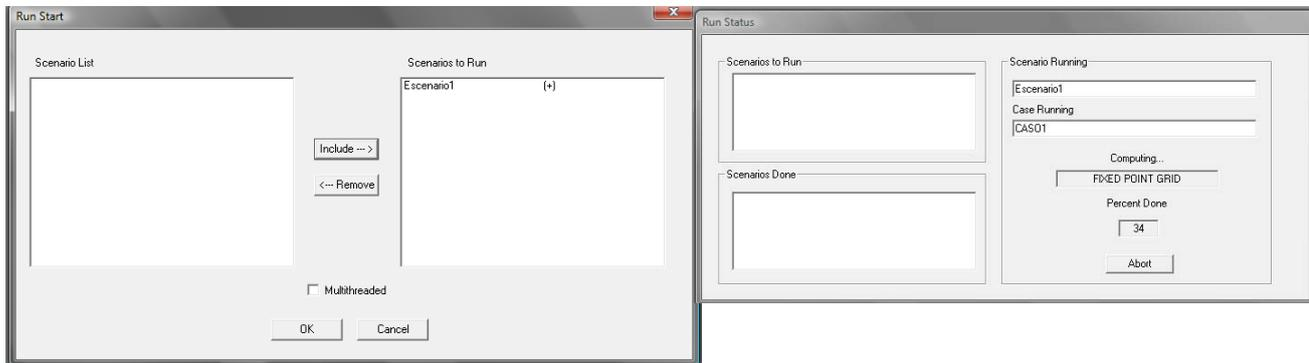 Run Start
X
Scenario List
Scenarios to Run
Escenario1 (+)
Include --- >
<--- Remove
Multithreaded
OK
Cancel
Run Status
Scenarios to Run
Scenarios Done
Scenario Running
Escenario1
Case Running
CASO1
Computing...
FIXED POINT GRID
Percent Done
34
Abort